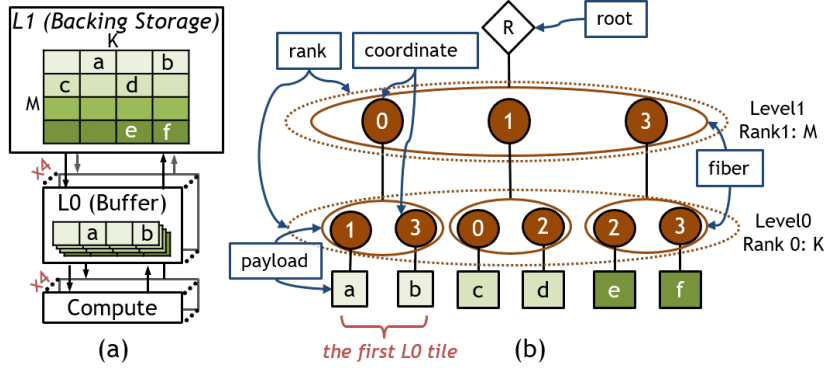 L1 (Backing Storage)
K
a b
c d
M
e f
x4
L0 (Buffer)
a b
x4
Compute
(a)
R
root
rank
coordinate
0 1 3
Level1
Rank1: M
fiber
1 3 0 2 2 3
Level0
Rank 0: K
payload
a b c d e f
the first L0 tile
(b)